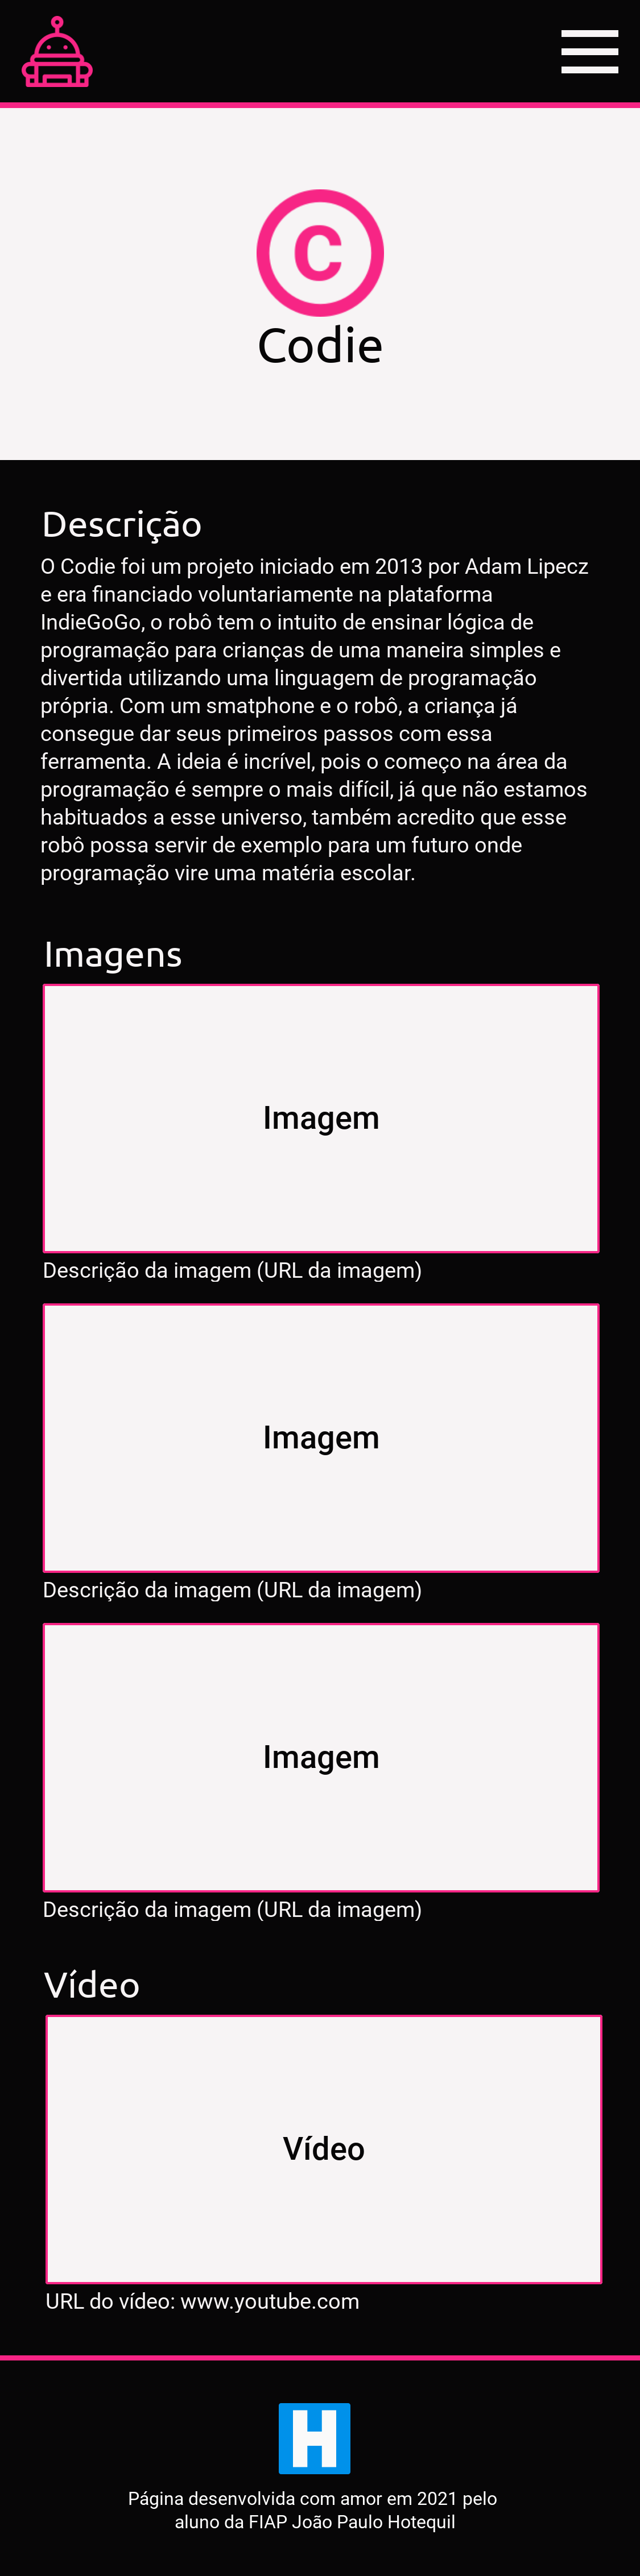 C
Codie
Descrição
O Codie foi um projeto iniciado em 2013 por Adam Lipecz
e era financiado voluntariamente na plataforma
IndieGoGo, o robô tem o intuito de ensinar lógica de
programação para crianças de uma maneira simples e
divertida utilizando uma linguagem de programação
própria. Com um smatphone e o robô, a criança já
consegue dar seus primeiros passos com essa
ferramenta. A ideia é incrível, pois o começo na área da
programação é sempre o mais difícil, já que não estamos
habituados a esse universo, também acredito que esse
robô possa servir de exemplo para um futuro onde
programação vire uma matéria escolar.
Imagens
Imagem
Descrição da imagem (URL da imagem)
Imagem
Descrição da imagem (URL da imagem)
Imagem
Descrição da imagem (URL da imagem)
Vídeo
Vídeo
URL do vídeo: www.youtube.com
H
Página desenvolvida com amor em 2021 pelo
aluno da FIAP João Paulo Hotequil